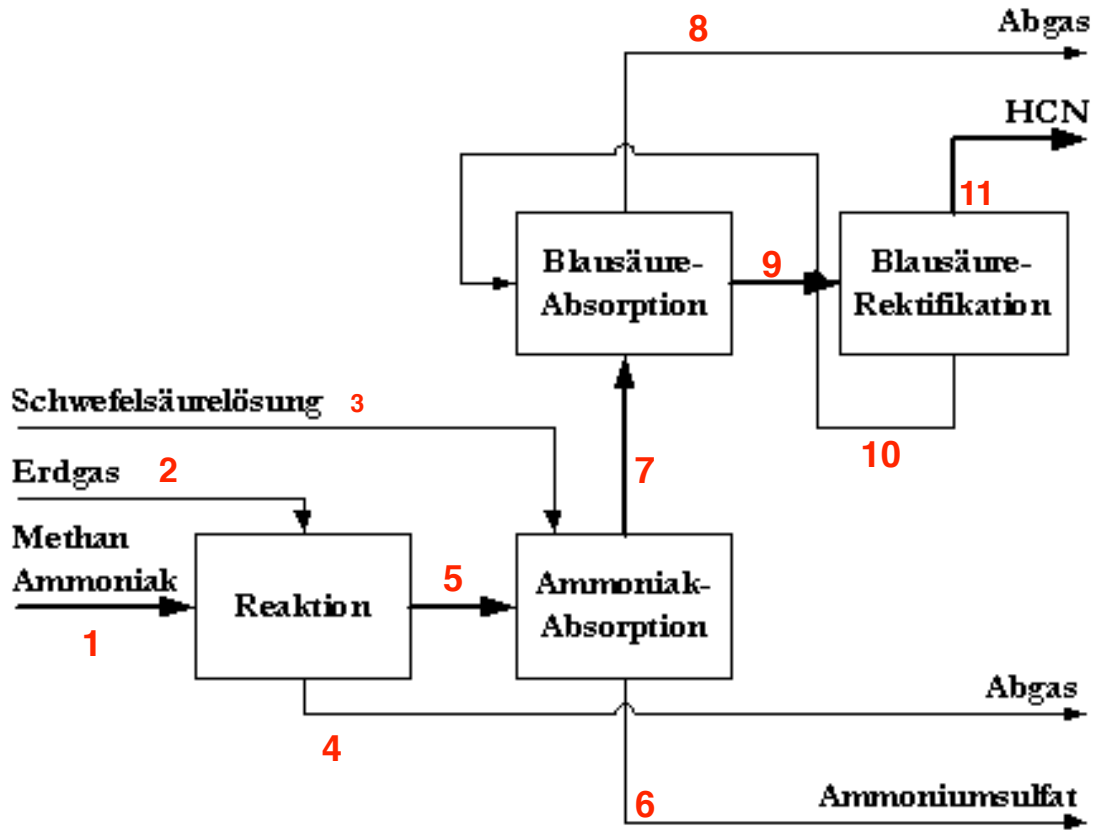 8
Abgas
HCN
11
Blausäure-
Absorption
9
Blausäure-
Rektifikation
Schwefelsäurelösung 3
10
Erdgas 2
7
Methan
Ammoniak
1
Reaktion
5
Ammoniak-
Absorption
Abgas
4
6
Ammoniumsulfat